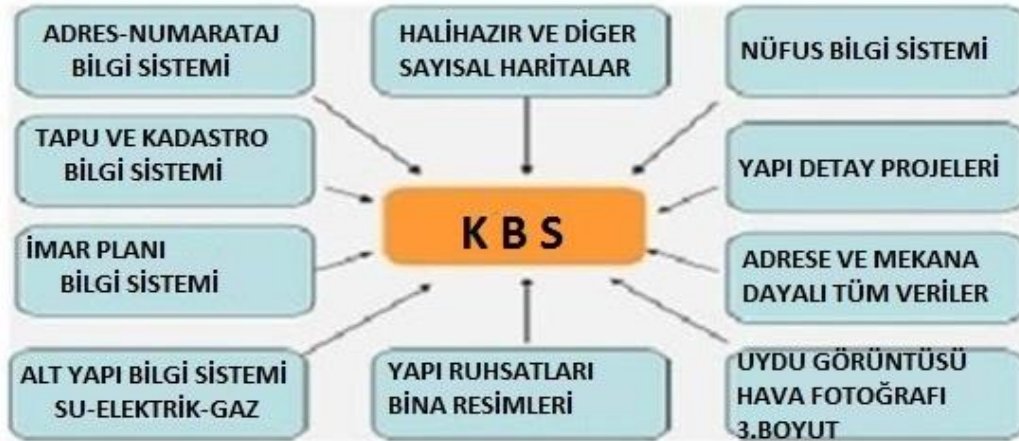 ADRES-NUMARATAJ
BİLGİ SİSTEMİ
HALİHAZIR VE DİGER
SAYISAL HARİTALAR
NÜFUS BİLGİ SİSTEMİ
TAPU VE KADASTRO
BİLGİ SİSTEMİ
YAPI DETAY PROJELERİ
K B S
İMAR PLANI
BİLGİ SİSTEMİ
ADRESE VE MEKANA
DAYALI TÜM VERİLER
ALT YAPI BİLGİ SİSTEMİ
SU-ELEKTRİK-GAZ
YAPI RUHSATLARI
BİNA RESİMLERİ
UYDU GÖRÜNTÜSÜ
HAVA FOTOĞRAFI
3.BOYUT